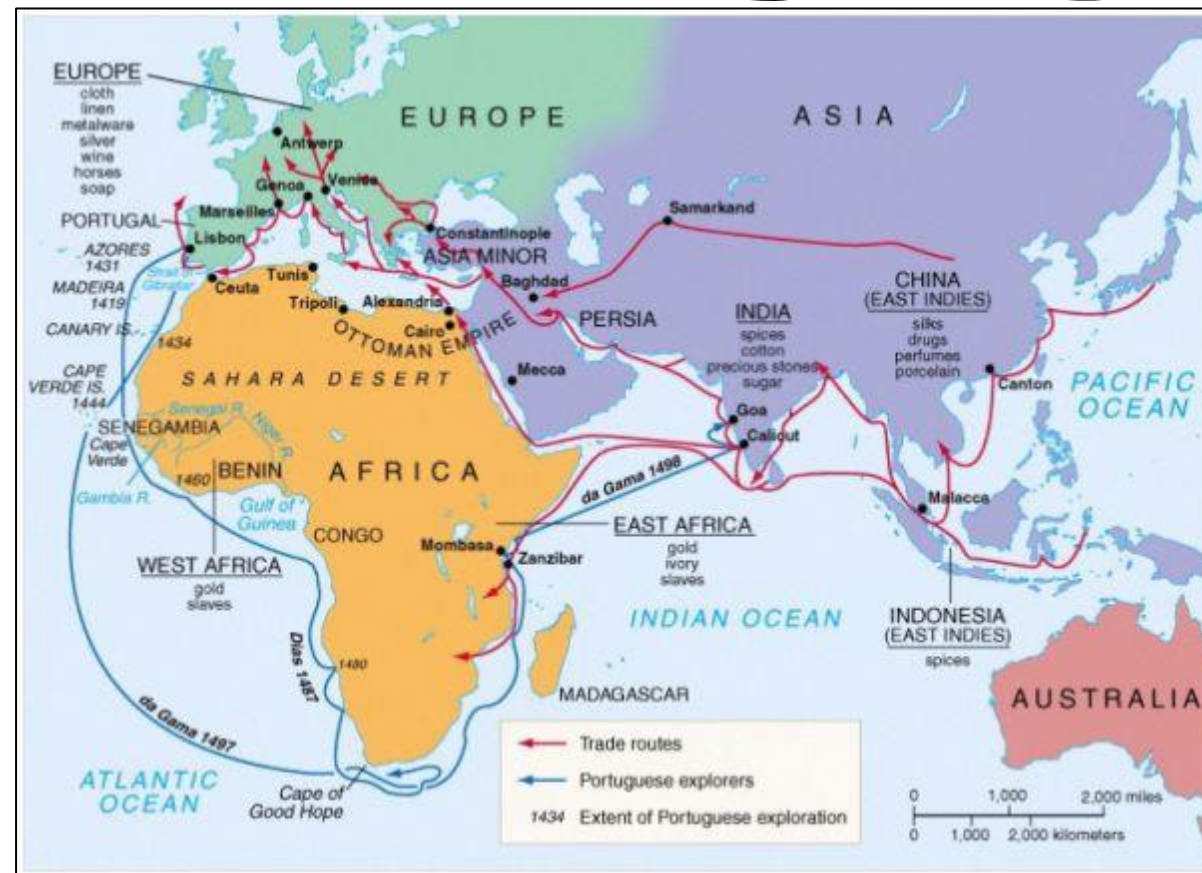 EUROPE
cloth
linen
metalware
silver
wine
horses
soap
EUROPE
ASIA
Antwerp
Genoa
Venice
Marseilles
PORTUGAL
Lisbon
Constantinople
Samarkand
AZORES
1431
Strait of
Gibraltar
MADEIRA
1419
Ceuta
Tunis
Tripoli
Alexandria
Cairo
ASIA MINOR
Baghdad
PERSIA
OTTOMAN EMPIRE
Mecca
CANARY IS.
1434
SAHARA DESERT
CAPE
VERDE IS.
1444
INDIA
spices
cotton
precious stones
sugar
CHINA
(EAST INDIES)
silks
drugs
perfumes
porcelain
Canton
PACIFIC
OCEAN
Goa
Calicut
Senegal R.
Niger R.
SENEGAMBIA
Cape
Verde
Gambia R.
1460
BENIN
AFRICA
Gulf of
Guinea
CONGO
WEST AFRICA
gold
slaves
da Gama 1498
EAST AFRICA
gold
ivory
slaves
Mombasa
Zanzibar
Malacca
INDIAN OCEAN
INDONESIA
(EAST INDIES)
spices
Dias 1487
1480
da Gama 1497
MADAGASCAR
AUSTRALIA
ATLANTIC
OCEAN
Cape of
Good Hope
Trade routes
Portuguese explorers
1434 Extent of Portuguese exploration
0 1,000 2,000 miles
0 1,000 2,000 kilometers